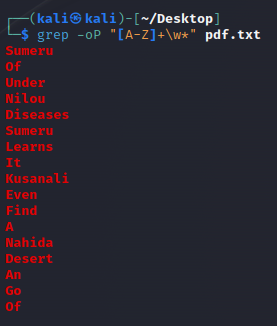 ┌──(kali㉿kali)-[~/Desktop]
└─$ grep -oP "[A-Z]+\w*" pdf.txt
Sumeru
Of
Under
Nilou
Diseases
Sumeru
Learns
It
Kusanali
Even
Find
A
Nahida
Desert
An
Go
Of